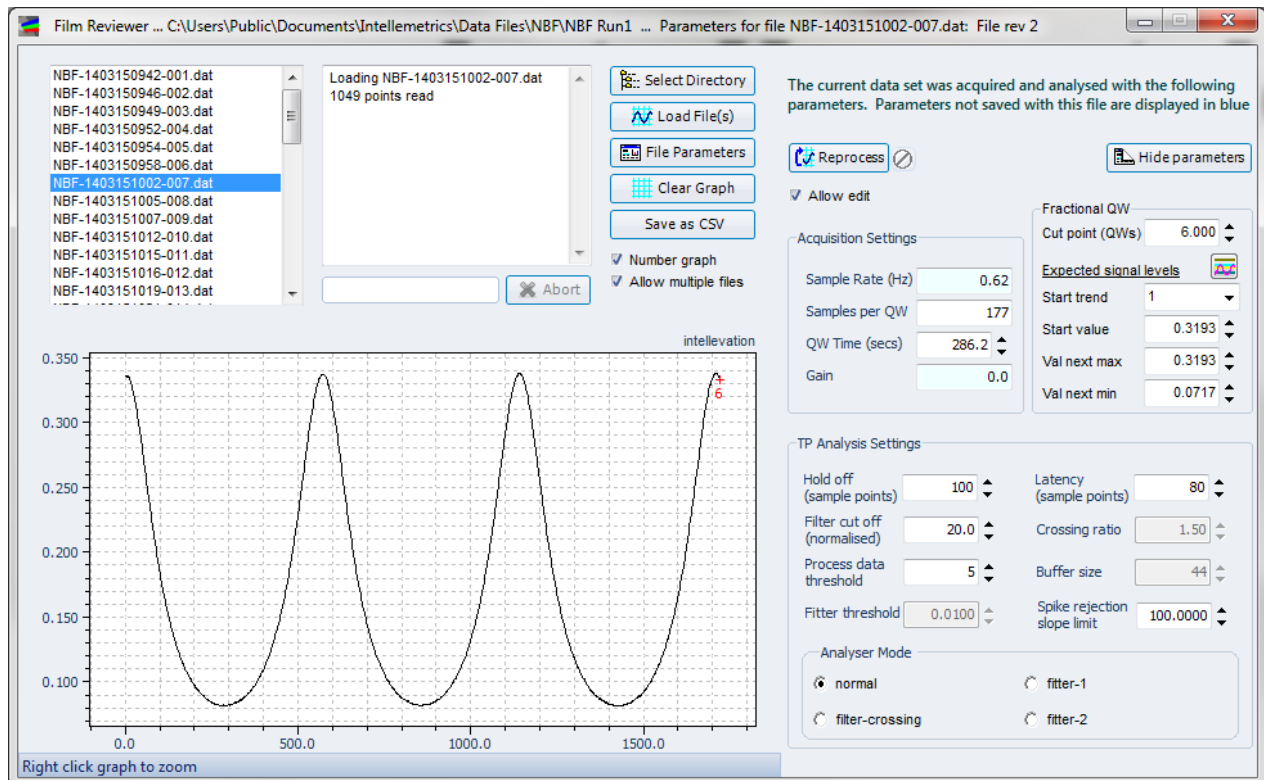 Film Reviewer ... C:\Users\Public\Documents\Intellemetrics\Data Files\NBF\NBF Run1 ... Parameters for file NBF-1403151002-007.dat: File rev 2
NBF-1403150942-001.dat
NBF-1403150946-002.dat
NBF-1403150949-003.dat
NBF-1403150952-004.dat
NBF-1403150954-005.dat
NBF-1403150958-006.dat
NBF-1403151002-007.dat
NBF-1403151005-008.dat
NBF-1403151007-009.dat
NBF-1403151012-010.dat
NBF-1403151015-011.dat
NBF-1403151016-012.dat
NBF-1403151019-013.dat
Loading NBF-1403151002-007.dat
1049 points read
Abort
Select Directory
Load File(s)
File Parameters
Clear Graph
Save as CSV
Number graph
Allow multiple files
The current data set was acquired and analysed with the following
parameters. Parameters not saved with this file are displayed in blue
Reprocess
Hide parameters
Allow edit
Acquisition Settings
Sample Rate (Hz) 0.62
Samples per QW 177
QW Time (secs) 286.2
Gain 0.0
Fractional QW
Cut point (QWs) 6.000
Expected signal levels
Start trend 1
Start value 0.3193
Val next max 0.3193
Val next min 0.0717
intellevation
0.350
0.300
0.250
0.200
0.150
0.100
0.0 500.0 1000.0 1500.0
6
TP Analysis Settings
Hold off
(sample points) 100
Filter cut off
(normalised) 20.0
Process data
threshold 5
Fitter threshold 0.0100
Latency
(sample points) 80
Crossing ratio 1.50
Buffer size 44
Spike rejection
slope limit 100.0000
Analyser Mode
normal
fitter-1
filter-crossing
fitter-2
Right click graph to zoom